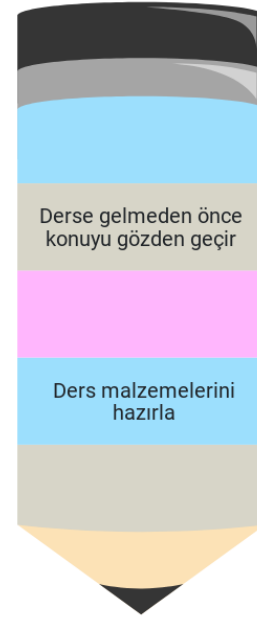 Derse gelmeden önce
konuyu gözden geçir
Ders malzemelerini
hazırla